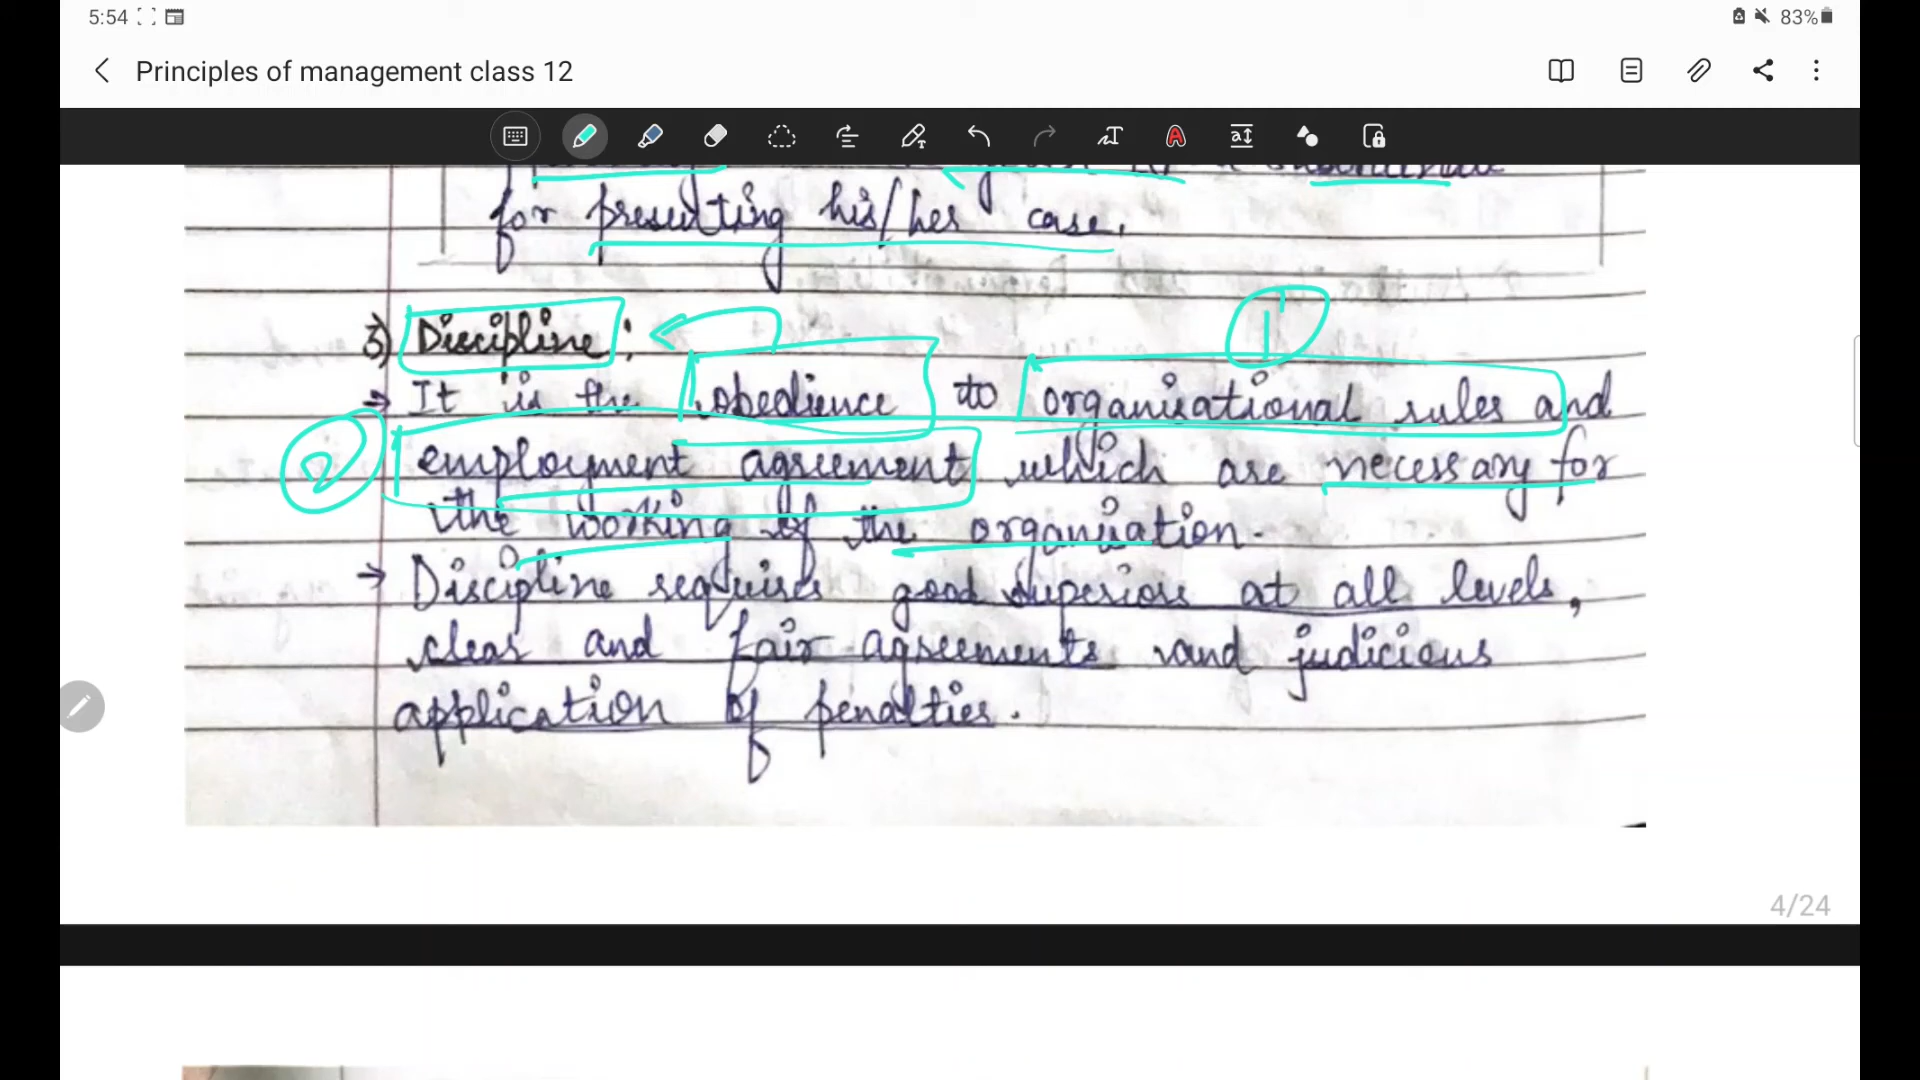 5:54
83%
Principles of management class 12
for presenting his/her case.
3) Discipline :
1
→ It is the obedience to organisational rules and
2
employment agreement which are necessary for
the working of the organisation.
→ Discipline requires good superiors at all levels,
clear and fair agreements and judicious
application of penalties.
4/24